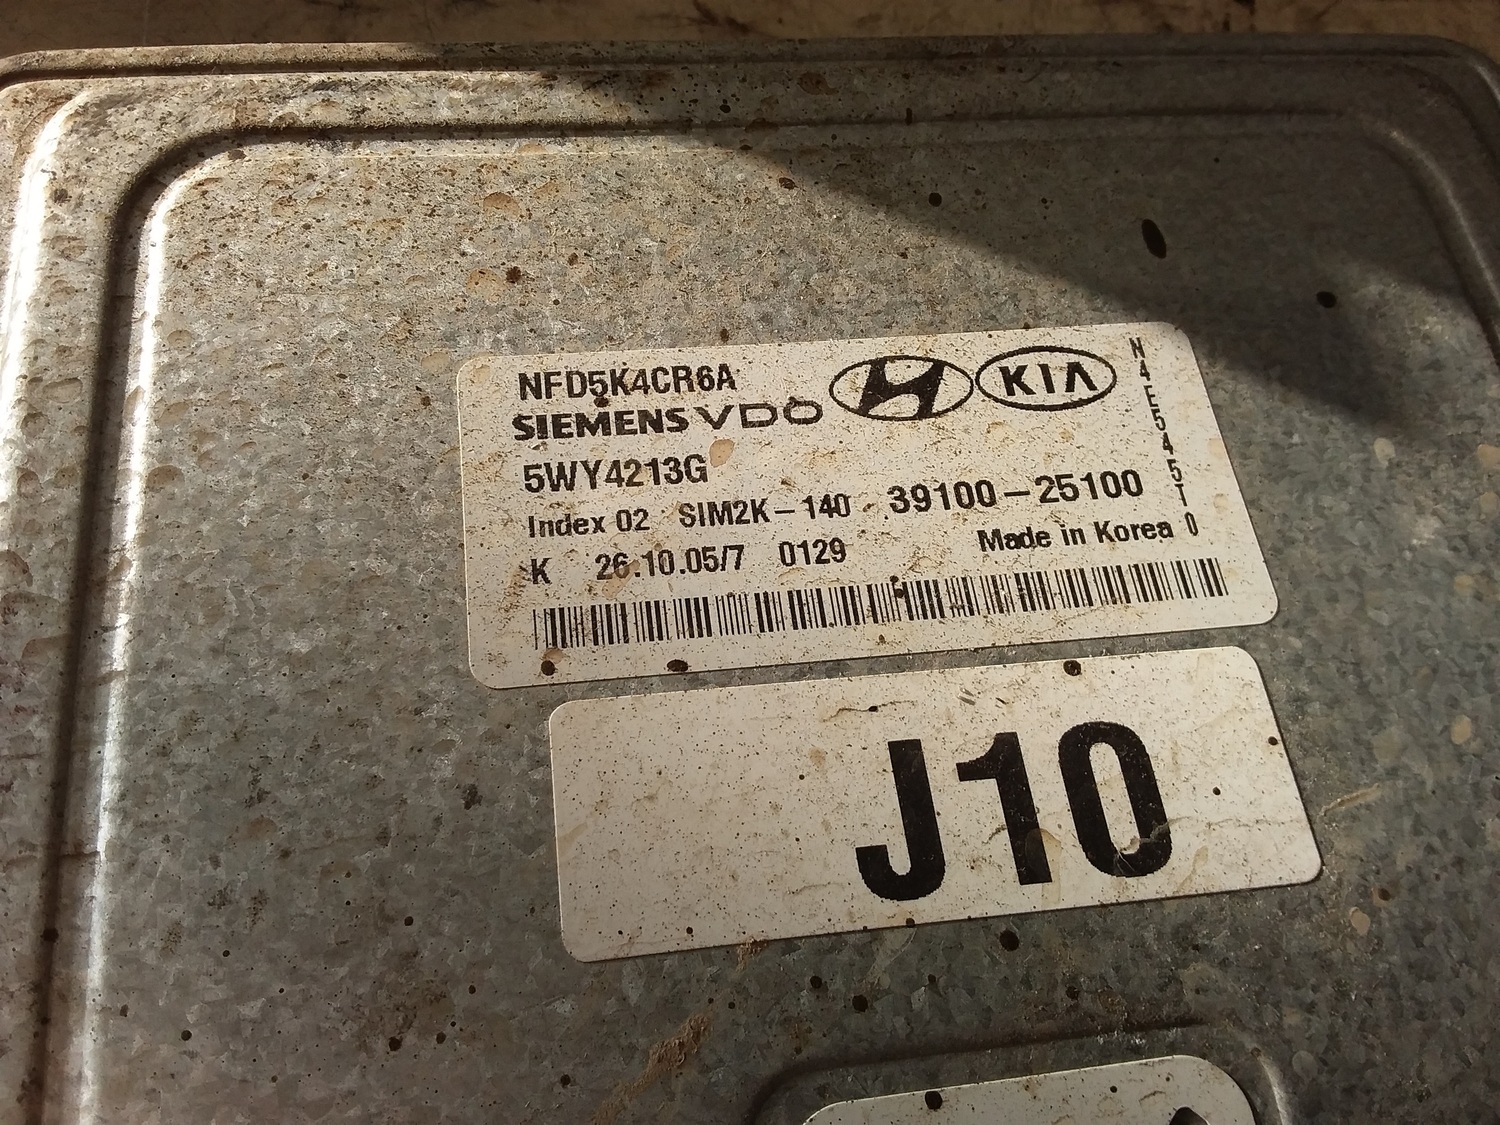 NFD5K4CR6A
SIEMENS VDO
KIA
5WY4213G
Index 02 SIM2K-140 39100-25100
K 26.10.05/7 0129 Made in Korea
N4E54510
J10